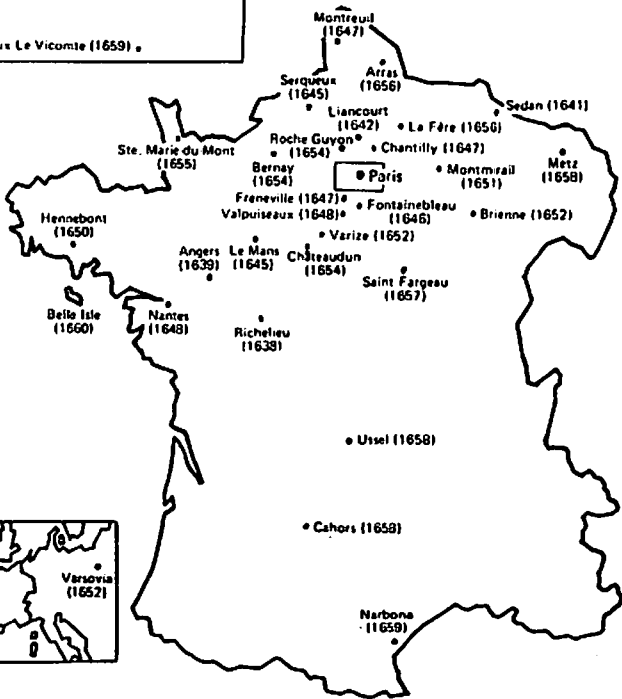 Montreuil
(1647)
ux Le Vicomte (1659)
Arras
(1656)
Serqueux
(1645)
Sedan (1641)
Liancourt
(1642)
La Fère (1656)
Roche Guyon
(1654)
Chantilly (1647)
Ste. Marie du Mont
(1655)
Bernay
(1654)
Metz
(1658)
Montmirail
(1651)
Paris
Freneville (1647)
Valpuiseaux (1648)
Fontainebleau
(1646)
Brienne (1652)
Hennebont
(1650)
Varize (1652)
Angers
(1639)
Le Mans
(1645)
Châteaudun
(1654)
Saint Fargeau
(1657)
Belle Isle
(1660)
Nantes
(1648)
Richelieu
(1638)
Ussel (1658)
Cahors (1658)
Varsovia
(1652)
Narbona
(1659)